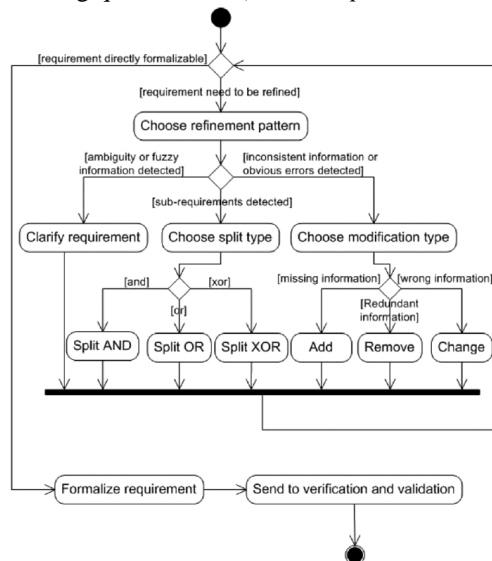 [requirement directly formalizable]
[requirement need to be refined]
Choose refinement pattern
[ambiguity or fuzzy
information detected]
[inconsistent information or
obvious errors detected]
[sub-requirements detected]
Clarify requirement
Choose split type
Choose modification type
[and]
[or]
[xor]
[missing information]
[Redundant
information]
[wrong information]
Split AND
Split OR
Split XOR
Add
Remove
Change
Formalize requirement
Send to verification and validation